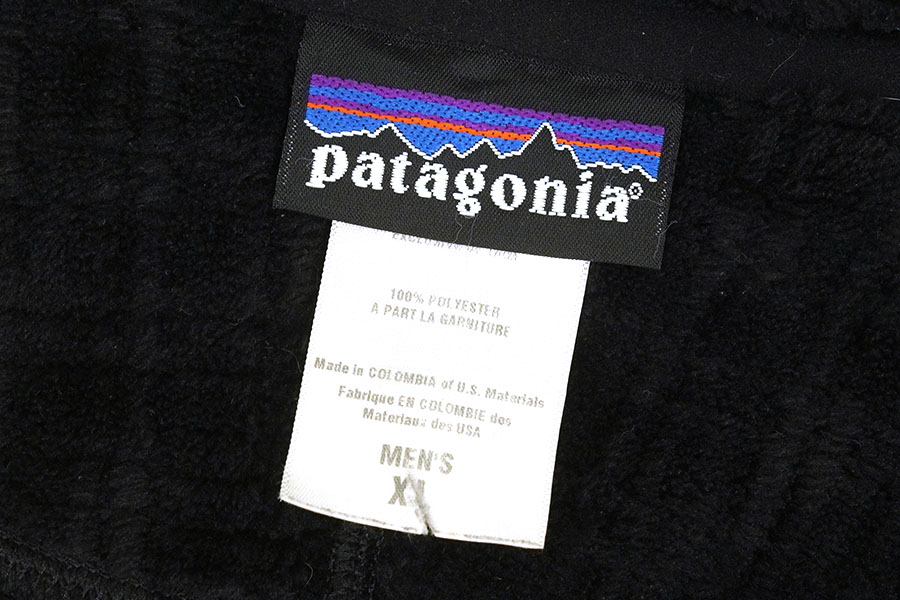 patagonia®
100% POLYESTER
A PART LA GARNITURE
Made in COLOMBIA of U.S. Materials
Fabrique EN COLOMBIE des
Materiaux des USA
MEN'S
XL